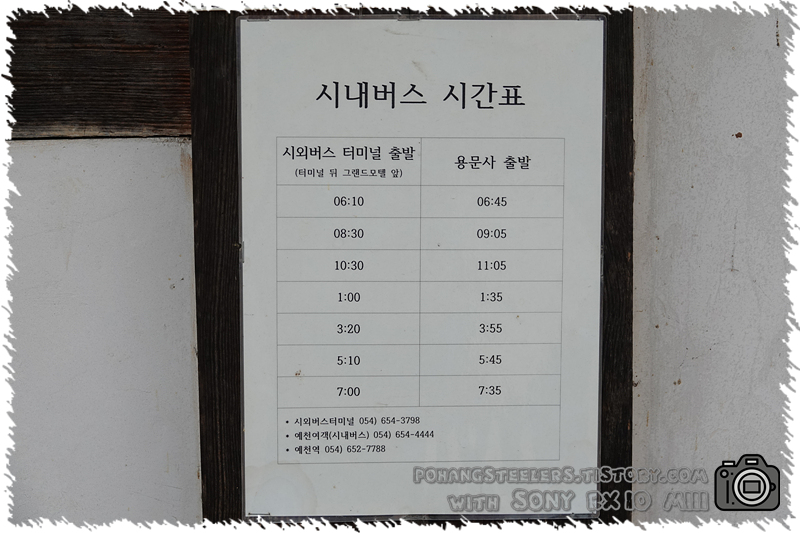 시내버스 시간표
시외버스 터미널 출발 용문사 출발
(터미널 뒤 그랜드모텔 앞)
06:10 06:45
08:30 09:05
10:30 11:05
1:00 1:35
3:20 3:55
5:10 5:45
7:00 7:35
• 시외버스터미널 054) 654-3798
• 예천여객(시내버스) 054) 654-4444
• 예천역 054) 652-7788
POHANGSTEELERS.TISTORY.COM
WITH SONY RX10 MIII